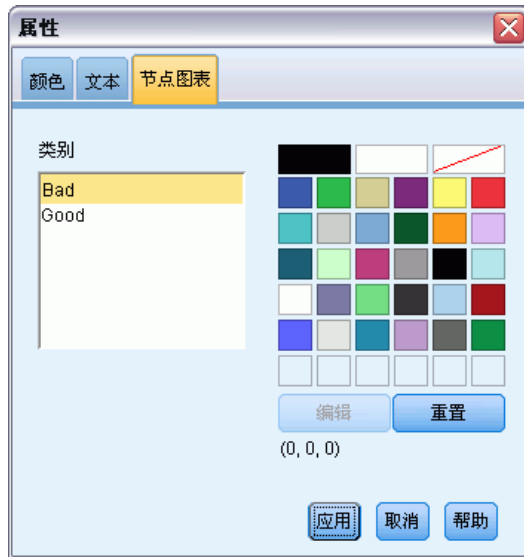 属性
颜色 文本 节点图表
类别
Bad
Good
编辑 重置
(0, 0, 0)
应用 取消 帮助